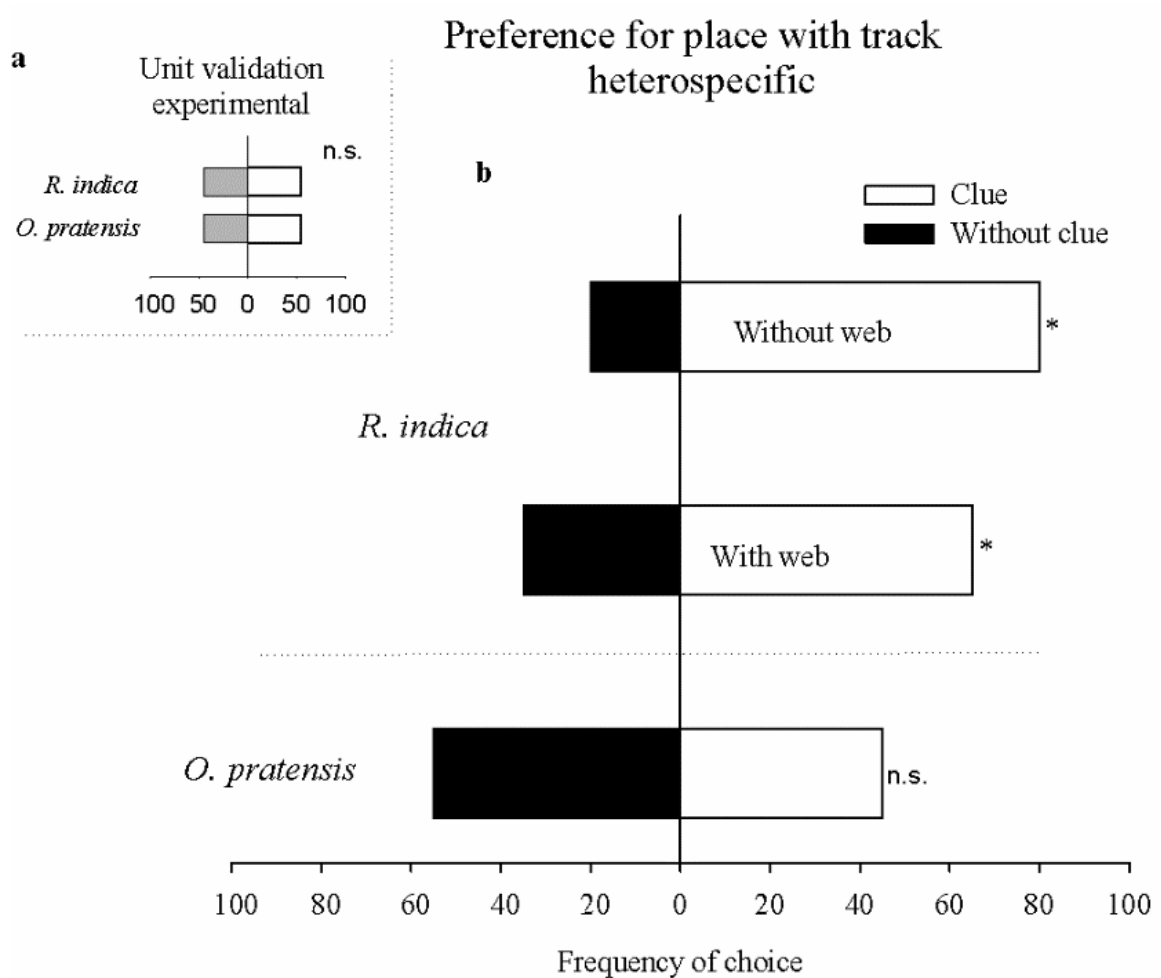 Preference for place with track
heterospecific
a
Unit validation
experimental
n.s.
R. indica
O. pratensis
100 50 0 50 100
b
Clue
Without clue
Without web
*
R. indica
With web
*
O. pratensis
n.s.
100 80 60 40 20 0 20 40 60 80 100
Frequency of choice